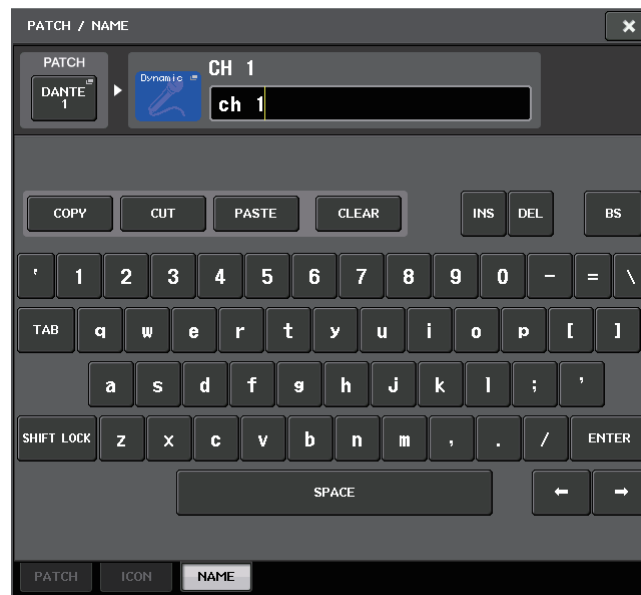 PATCH / NAME ×
PATCH
DANTE
1
Dynamic
CH 1
ch 1
COPY CUT PASTE CLEAR INS DEL BS
' 1 2 3 4 5 6 7 8 9 0 - = \
TAB q w e r t y u i o p [ ]
a s d f g h j k l ; '
SHIFT LOCK z x c v b n m , . / ENTER
SPACE ← →
PATCH ICON NAME